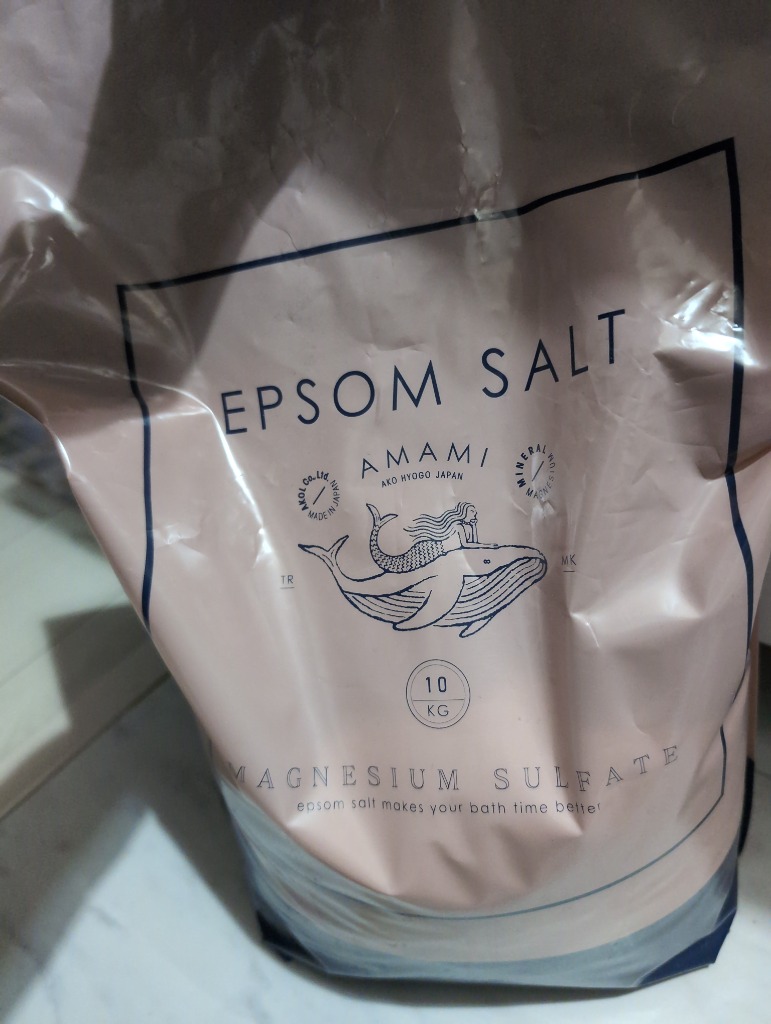 EPSOM SALT
AMAMI
AKO HYOGO JAPAN
AKOL Co.,Ltd.
MADE IN JAPAN
MINERAL
TR
MK
10
KG
MAGNESIUM SULFATE
epsom salt makes your bath time better